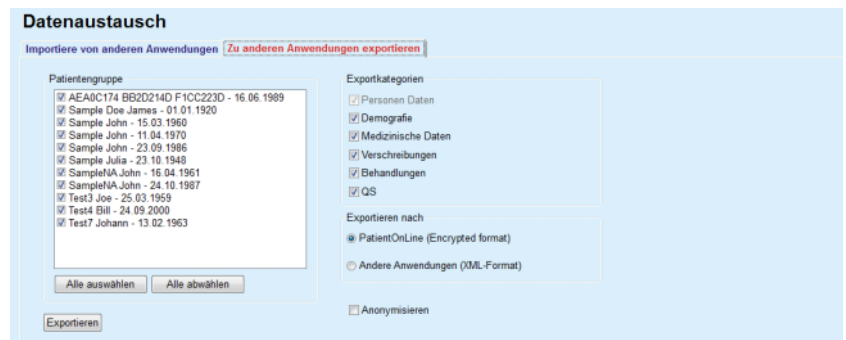 Datenaustausch
Importiere von anderen Anwendungen Zu anderen Anwendungen exportieren
Patientengruppe
AEA0C174 BB2D214D F1CC223D - 16.06.1989
Sample Doe James - 01.01.1920
Sample John - 15.03.1960
Sample John - 11.04.1970
Sample John - 23.09.1986
Sample Julia - 23.10.1948
SampleNA John - 16.04.1961
SampleNA John - 24.10.1987
Test3 Joe - 25.03.1959
Test4 Bill - 24.09.2000
Test7 Johann - 13.02.1963
Alle auswählen Alle abwählen
Exportieren
Exportkategorien
Personen Daten
Demografie
Medizinische Daten
Verschreibungen
Behandlungen
QS
Exportieren nach
PatientOnLine (Encrypted format)
Andere Anwendungen (XML-Format)
Anonymisieren